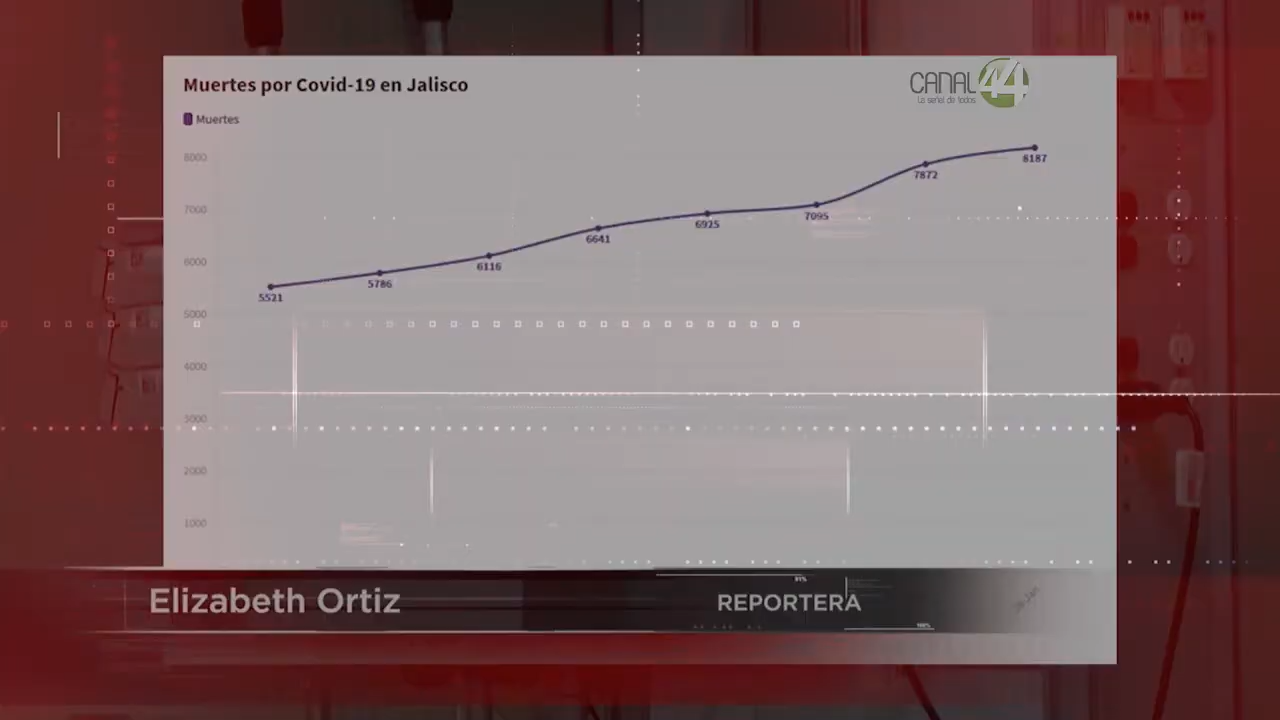 Muertes por Covid-19 en Jalisco
CANAL 44
La señal de todos
Muertes
8000
7000
6000
5000
4000
3000
2000
1000
5521
5786
6116
6641
6925
7095
7872
8187
Elizabeth Ortiz
REPORTERA
100%